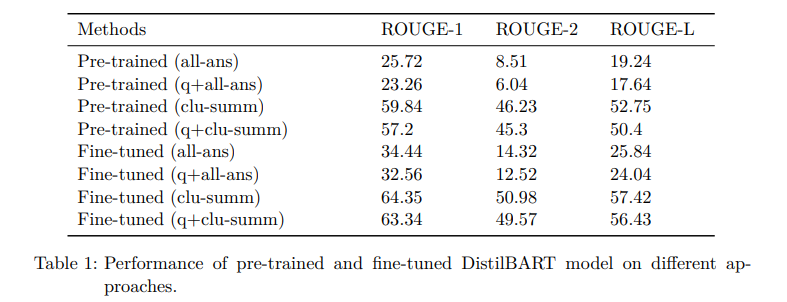 Methods ROUGE-1 ROUGE-2 ROUGE-L
Pre-trained (all-ans) 25.72 8.51 19.24
Pre-trained (q+all-ans) 23.26 6.04 17.64
Pre-trained (clu-summ) 59.84 46.23 52.75
Pre-trained (q+clu-summ) 57.2 45.3 50.4
Fine-tuned (all-ans) 34.44 14.32 25.84
Fine-tuned (q+all-ans) 32.56 12.52 24.04
Fine-tuned (clu-summ) 64.35 50.98 57.42
Fine-tuned (q+clu-summ) 63.34 49.57 56.43
Table 1: Performance of pre-trained and fine-tuned DistilBART model on different ap-
proaches.